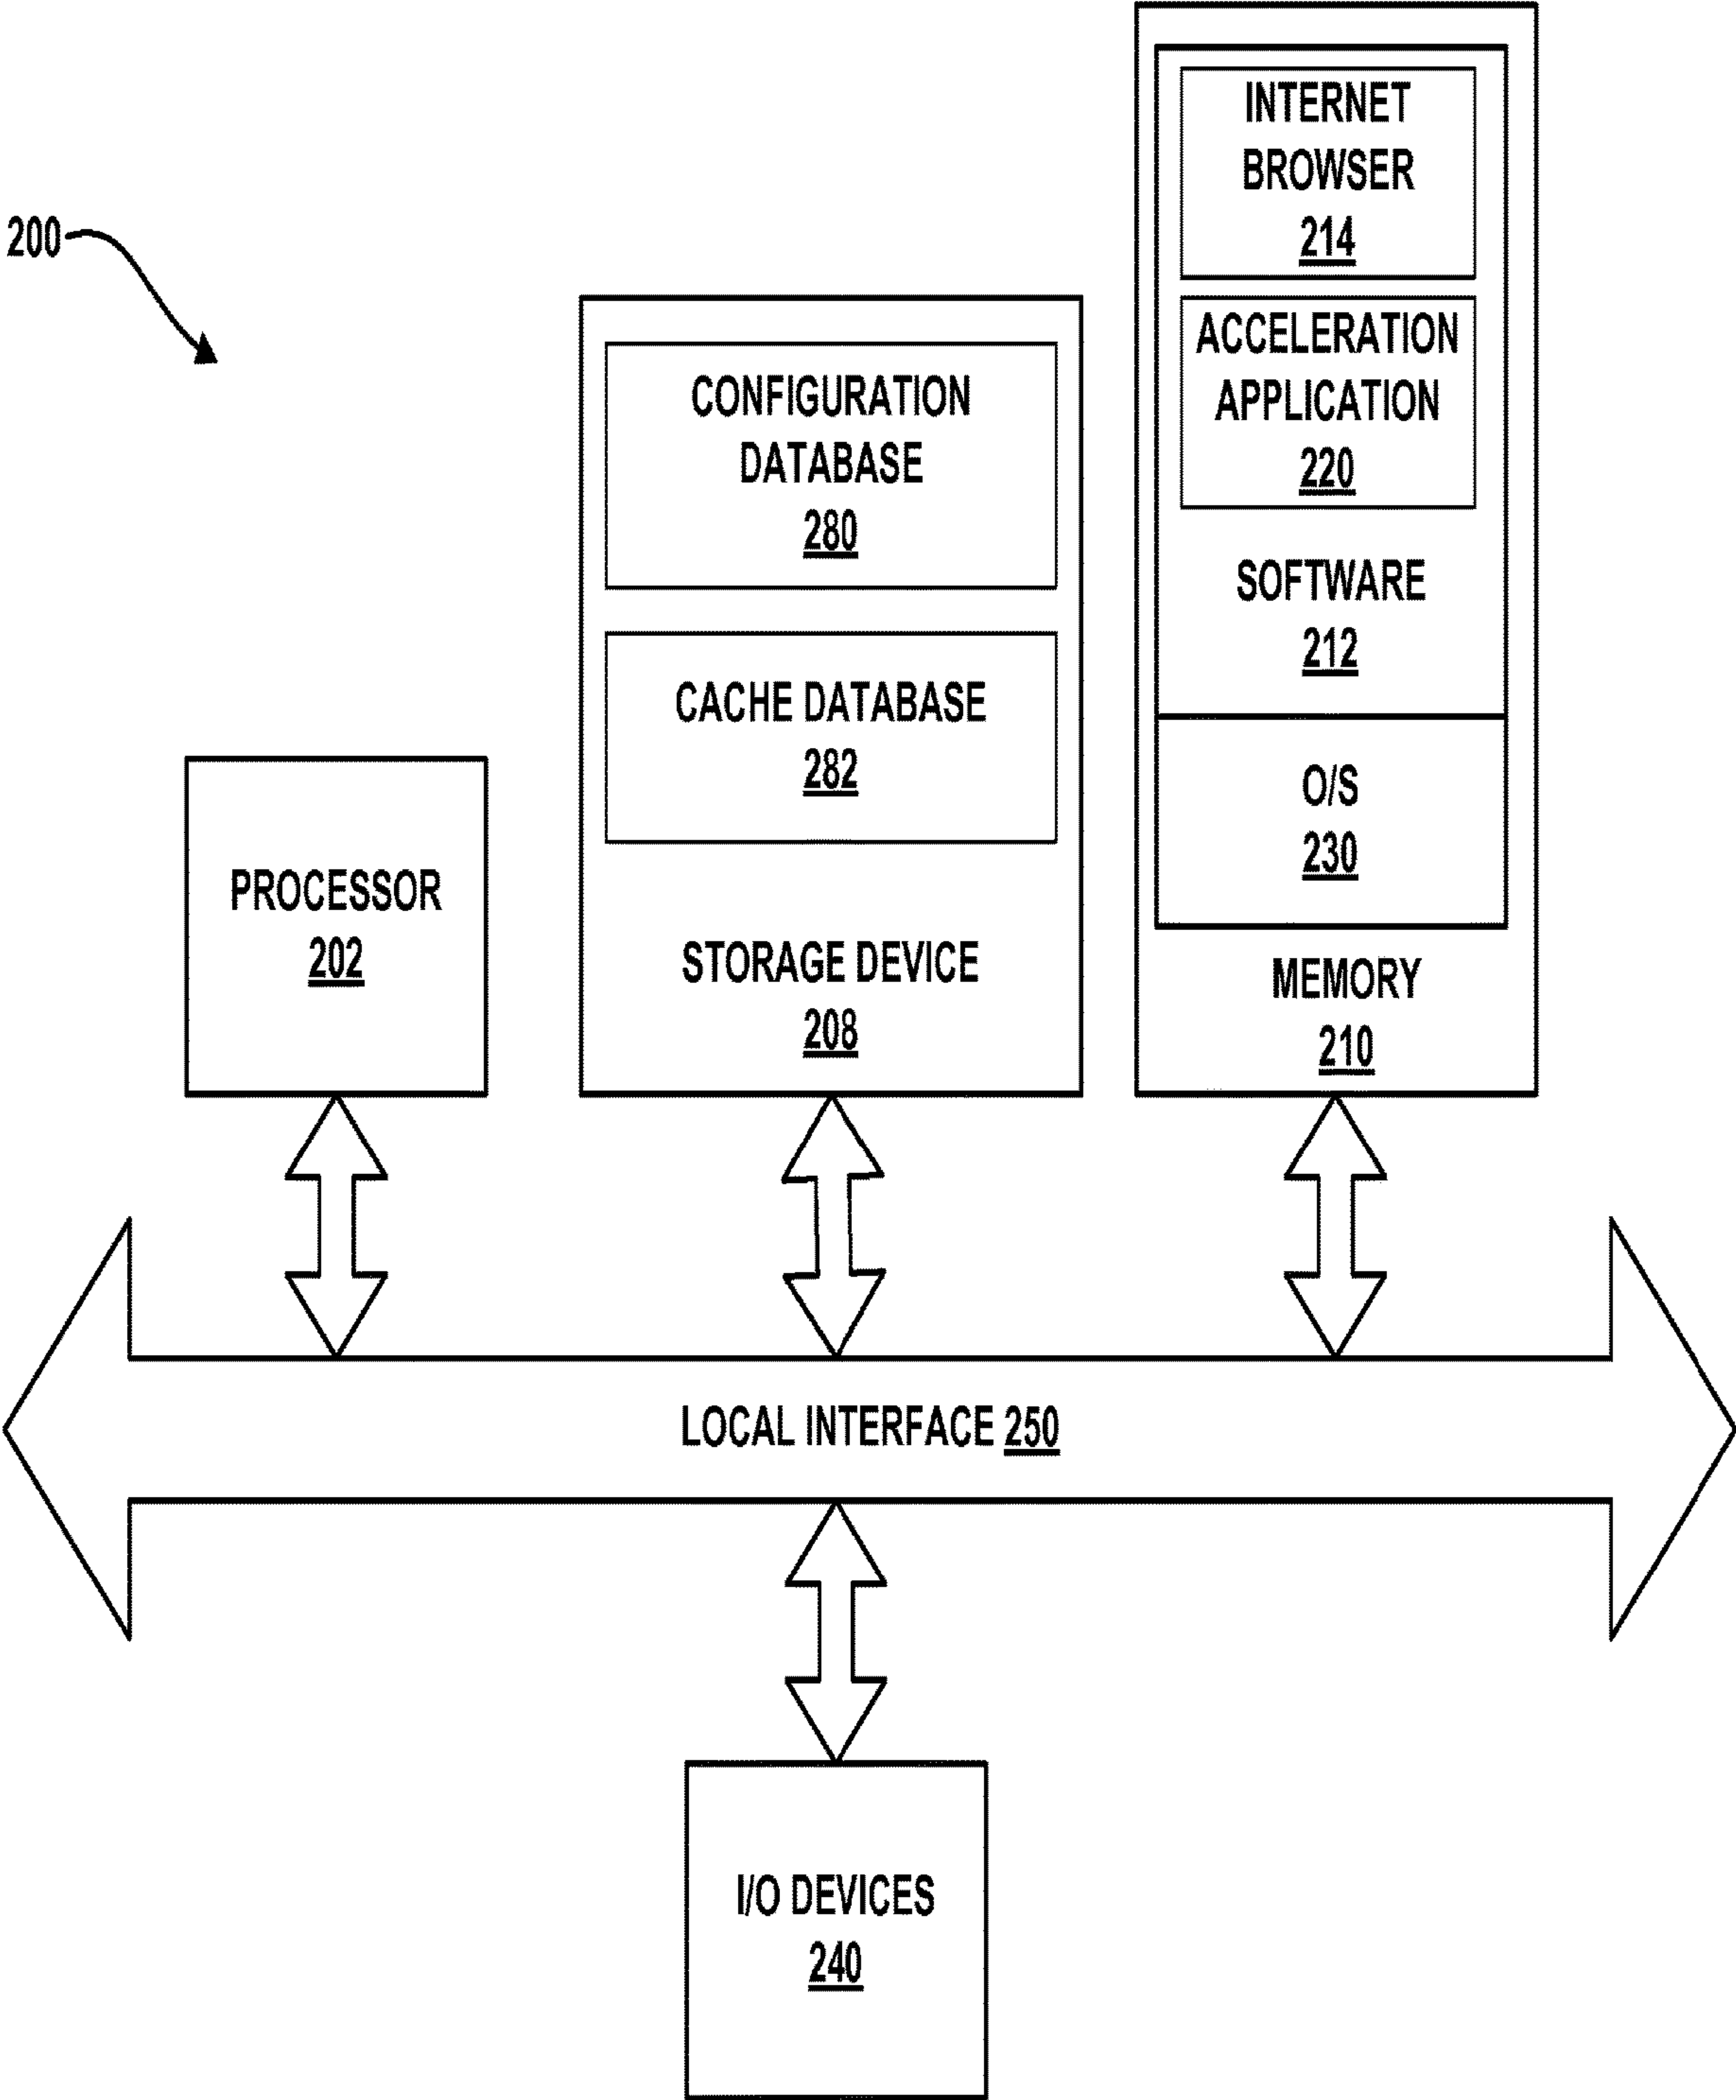 200
INTERNET
BROWSER
214
ACCELERATION
APPLICATION
220
SOFTWARE
212
O/S
230
MEMORY
210
CONFIGURATION
DATABASE
280
CACHE DATABASE
282
STORAGE DEVICE
208
PROCESSOR
202
LOCAL INTERFACE 250
I/O DEVICES
240